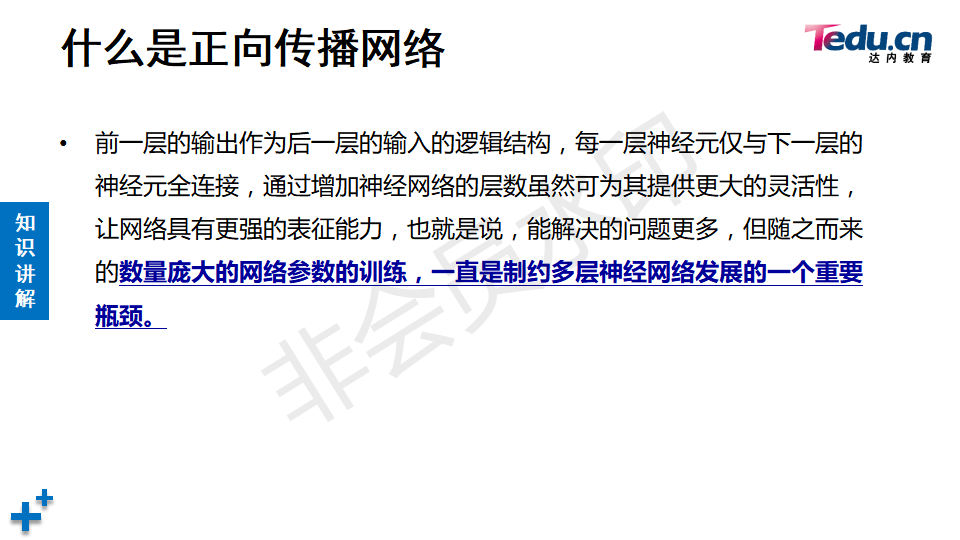 什么是正向传播网络
Tedu.cn
达内教育
• 前一层的输出作为后一层的输入的逻辑结构，每一层神经元仅与下一层的
神经元全连接，通过增加神经网络的层数虽然可为其提供更大的灵活性，
让网络具有更强的表征能力，也就是说，能解决的问题更多，但随之而来
的数量庞大的网络参数的训练，一直是制约多层神经网络发展的一个重要
瓶颈。
知
识
讲
解
非会员水印